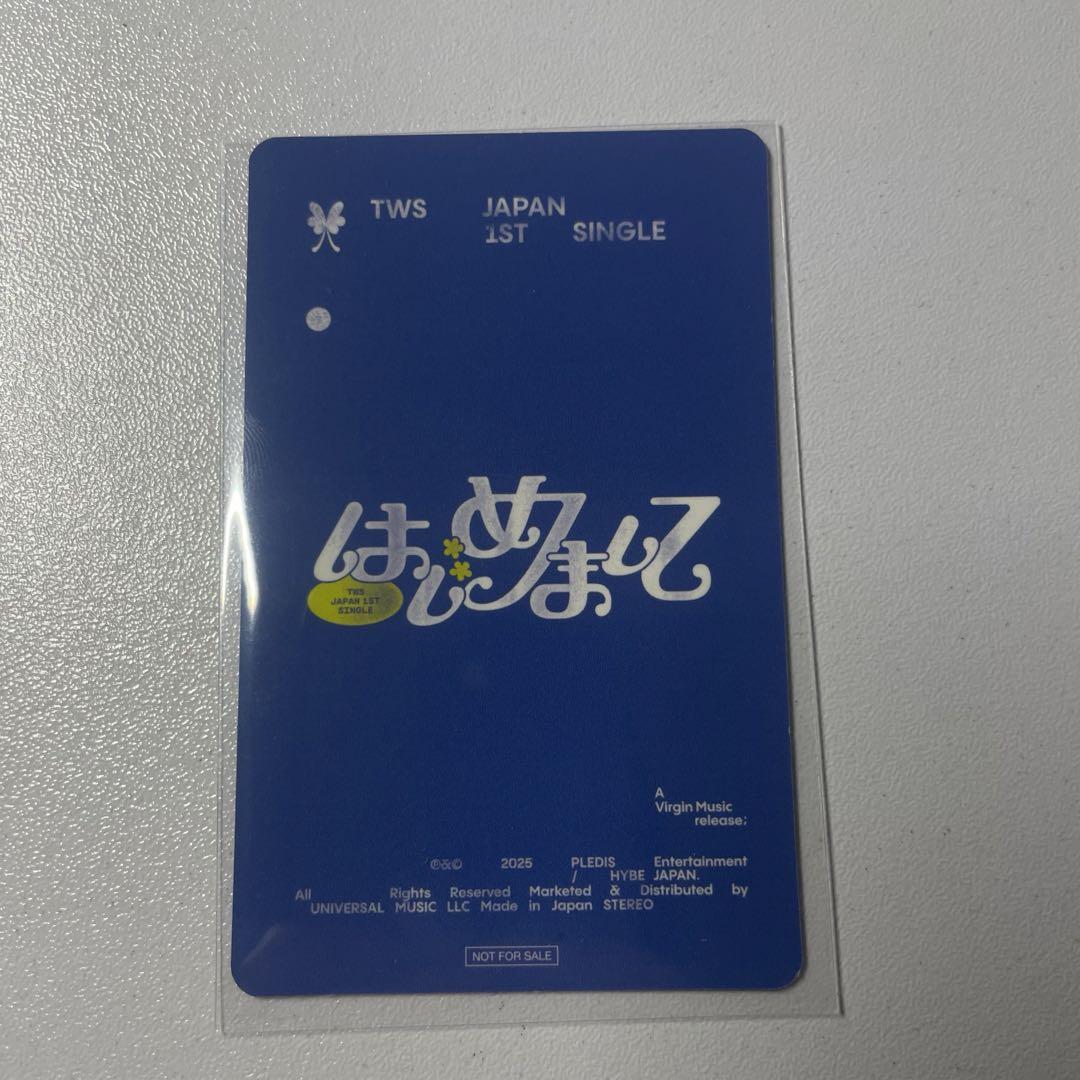 TWS JAPAN
1ST SINGLE
はじめまして
TWS
JAPAN 1ST
SINGLE
A
Virgin Music
release;
℗&© 2025 PLEDIS Entertainment
/ HYBE JAPAN.
All Rights Reserved Marketed & Distributed by
UNIVERSAL MUSIC LLC Made in Japan STEREO
NOT FOR SALE